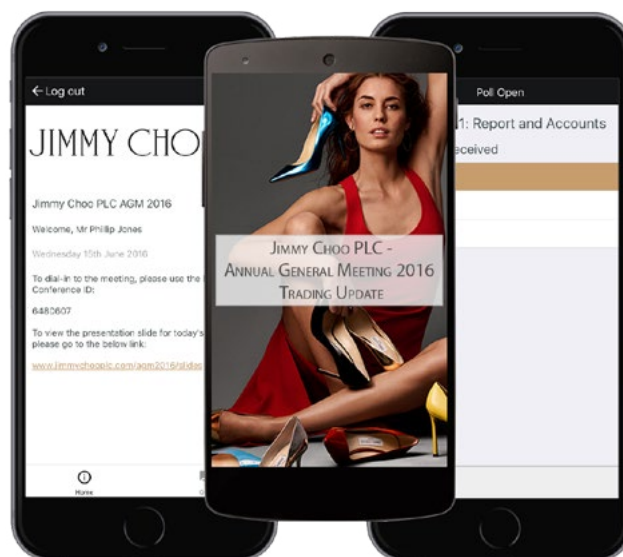 Log out
JIMMY CHO
Jimmy Choo PLC AGM 2016
Welcome, Mr Phillip Jones
Wednesday 15th June 2016
To dial-in to the meeting, please use the
Conference ID:
6480607
To view the presentation slide for today's
please go to the below link:
www.jimmychooplc.com/agm2016/slides
Home
JIMMY CHOO PLC -
ANNUAL GENERAL MEETING 2016
TRADING UPDATE
Poll Open
1: Report and Accounts
eceived